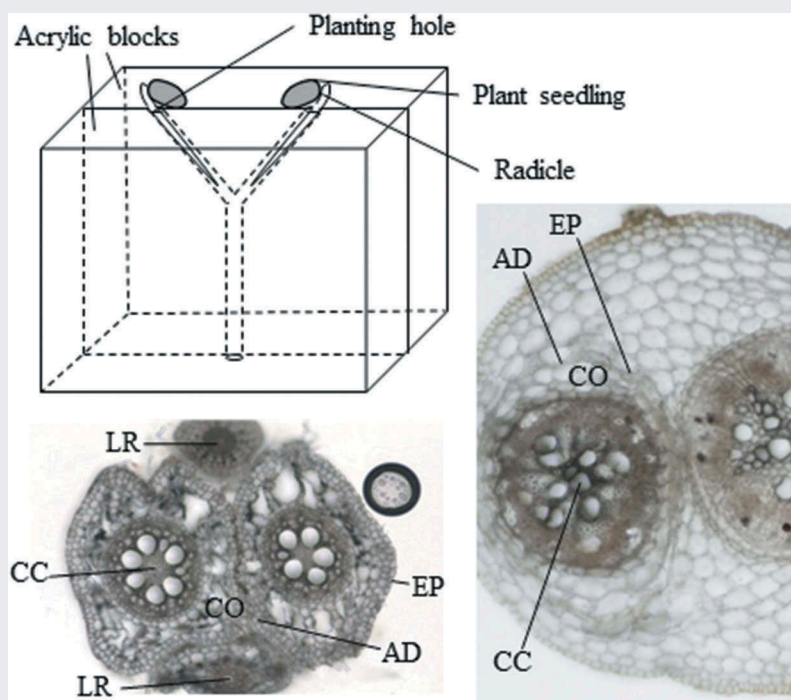 Planting hole
Acrylic blocks
Plant seedling
Radicle
EP
AD
CO
CC
LR
CC
CO
EP
AD
LR